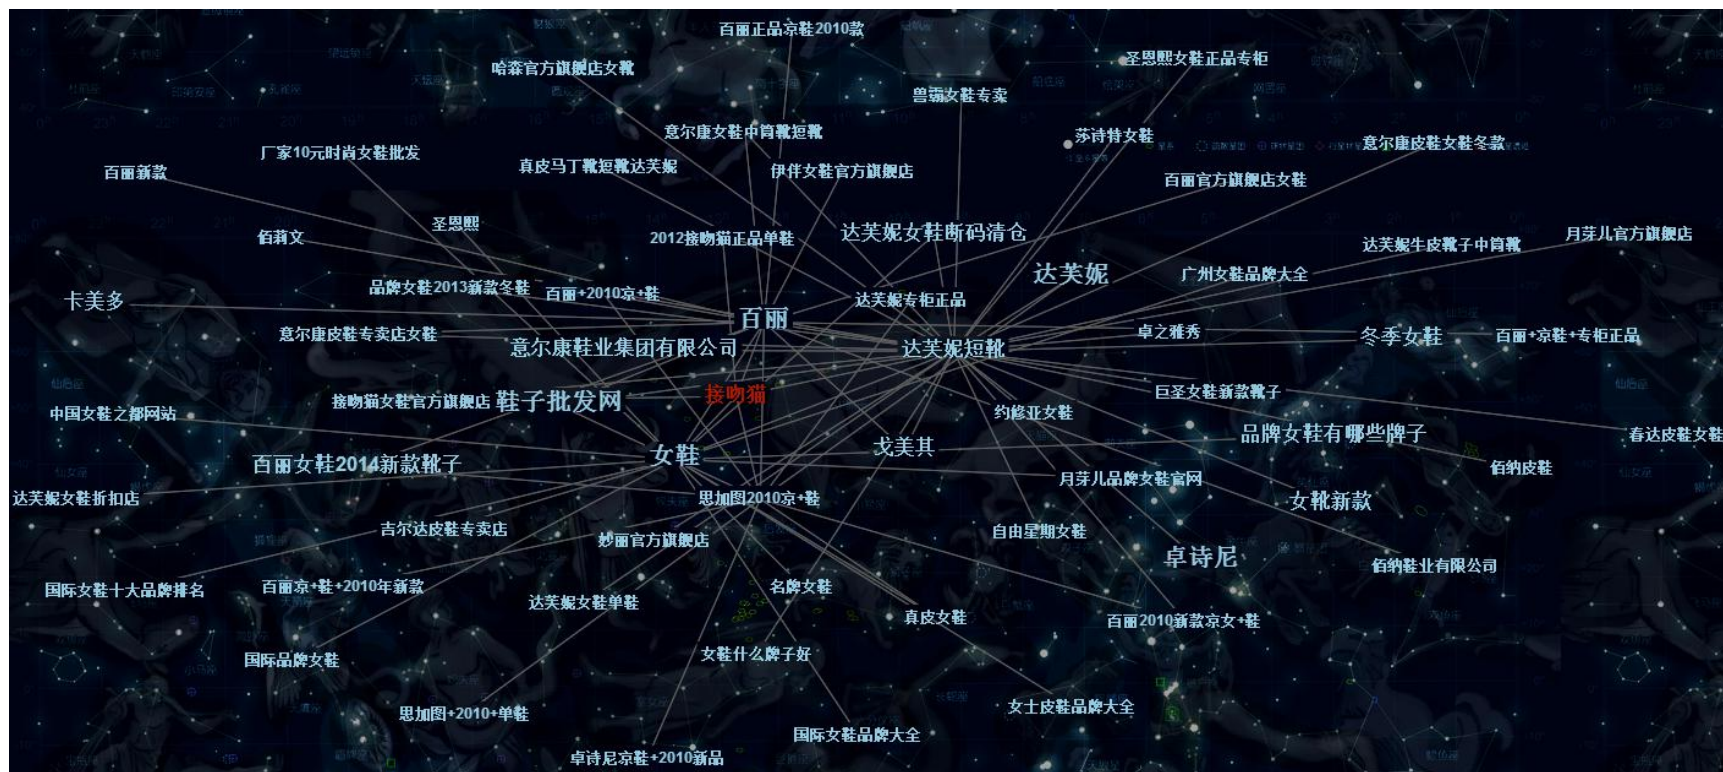 百丽正品凉鞋2010款
圣恩熙女鞋正品专柜
哈森官方旗舰店女靴
兽霸女鞋专卖
意尔康女鞋中筒靴短靴
莎诗特女鞋
意尔康皮鞋女鞋冬款
厂家10元时尚女鞋批发
真皮马丁靴短靴达芙妮
伊伴女鞋官方旗舰店
百丽新款
百丽官方旗舰店女鞋
圣恩熙
佰莉文
2012接吻猫正品单鞋
达芙妮女鞋断码清仓
月芽儿官方旗舰店
达芙妮牛皮靴子中筒靴
达芙妮
广州女鞋品牌大全
品牌女鞋2013新款冬鞋
百丽+2010凉+鞋
卡美多
达芙妮专柜正品
百丽
意尔康皮鞋专卖店女鞋
卓之雅秀
冬季女鞋
百丽+凉鞋+专柜正品
意尔康鞋业集团有限公司
达芙妮短靴
接吻猫
巨圣女鞋新款靴子
接吻猫女鞋官方旗舰店
鞋子批发网
中国女鞋之都网站
约修亚女鞋
品牌女鞋有哪些牌子
春达皮鞋女鞋
戈美其
女鞋
百丽女鞋2014新款靴子
佰纳皮鞋
月芽儿品牌女鞋官网
达芙妮女鞋折扣店
思加图2010凉+鞋
女靴新款
吉尔达皮鞋专卖店
妙丽官方旗舰店
自由星期女鞋
卓诗尼
佰纳鞋业有限公司
国际女鞋十大品牌排名
百丽凉+鞋+2010年新款
名牌女鞋
达芙妮女鞋单鞋
真皮女鞋
百丽2010新款凉女+鞋
国际品牌女鞋
女鞋什么牌子好
思加图+2010+单鞋
女士皮鞋品牌大全
国际女鞋品牌大全
卓诗尼凉鞋+2010新品